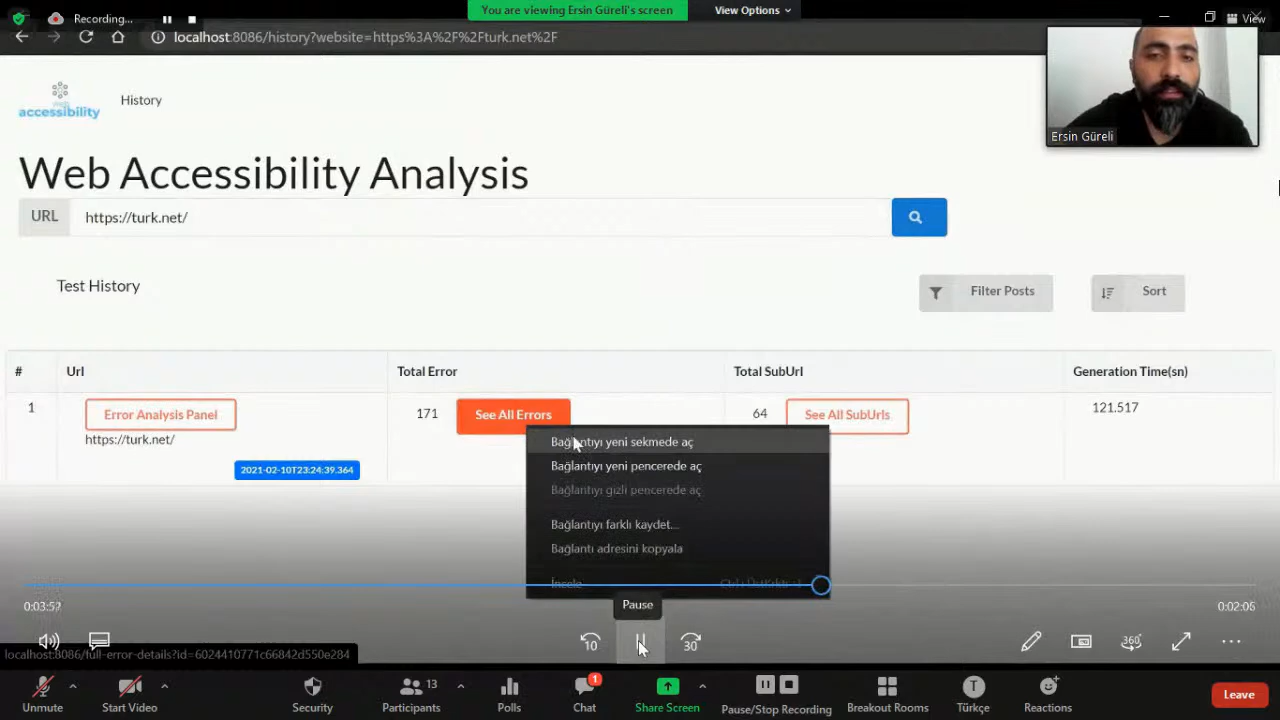 Recording...
You are viewing Ersin Güreli's screen
View Options
View
localhost:8086/history?website=https%3A%2F%2Fturk.net%2F
accessibility
History
Ersin Güreli
Web Accessibility Analysis
URL
https://turk.net/
Test History
Filter Posts
Sort
#
Url
Total Error
Total SubUrl
Generation Time(sn)
1
Error Analysis Panel
171
See All Errors
64
See All SubUrls
121.517
https://turk.net/
2021-02-10T23:24:39.364
Bağlantıyı yeni sekmede aç
Bağlantıyı yeni pencerede aç
Bağlantıyı gizli pencerede aç
Bağlantıyı farklı kaydet...
Bağlantı adresini kopyala
İncele
Pause
0:03:52
0:02:05
10
30
360
localhost:8086/full-error-details?id=6024410771c66842d550e284
Unmute
Start Video
Security
13
Participants
Polls
1
Chat
Share Screen
Pause/Stop Recording
Breakout Rooms
T
Türkçe
Reactions
Leave